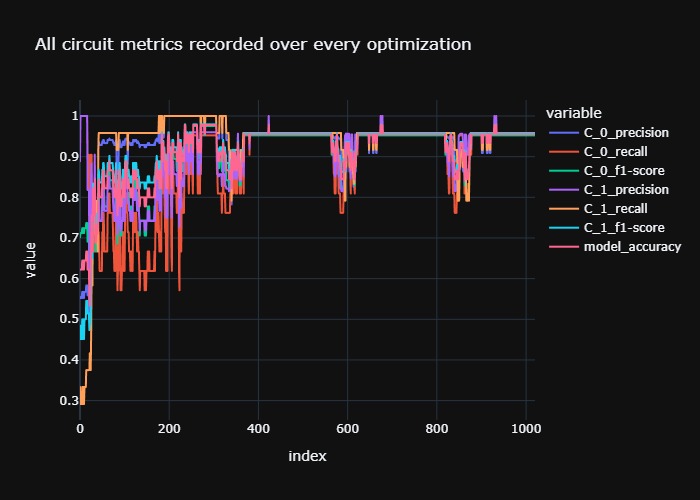 All circuit metrics recorded over every optimization
variable
C_0_precision
C_0_recall
C_0_f1-score
C_1_precision
C_1_recall
C_1_f1-score
model_accuracy
value
1
0.9
0.8
0.7
0.6
0.5
0.4
0.3
0 200 400 600 800 1000
index